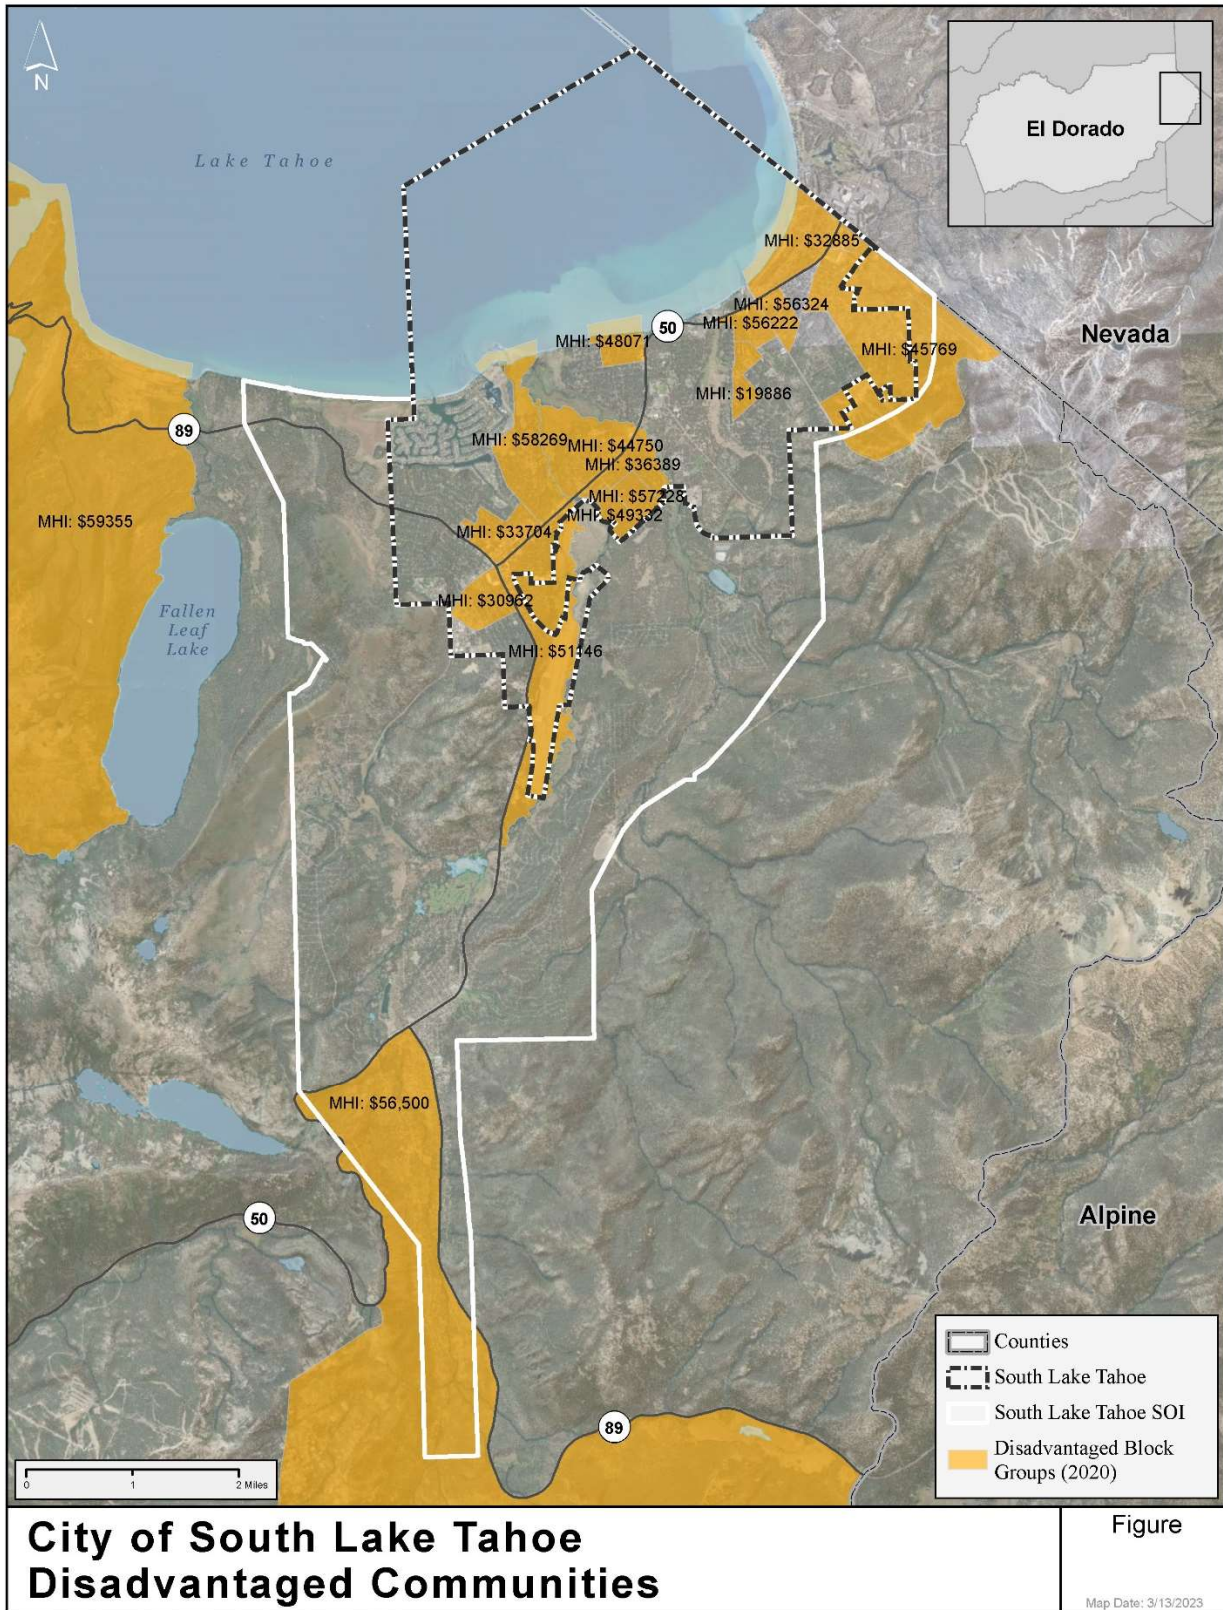 N
El Dorado
Lake Tahoe
MHI: $32885
MHI: $56324
50
MHI: $56222
Nevada
MHI: $48071
MHI: $45769
MHI: $19886
89
MHI: $58269
MHI: $44750
MHI: $36389
MHI: $57228
MHI: $49332
MHI: $59355
MHI: $33704
MHI: $30962
Fallen
Leaf
Lake
MHI: $51146
MHI: $56,500
50
Alpine
89
Counties
South Lake Tahoe
South Lake Tahoe SOI
Disadvantaged Block
Groups (2020)
0 1 2 Miles
City of South Lake Tahoe
Disadvantaged Communities
Figure
Map Date: 3/13/2023